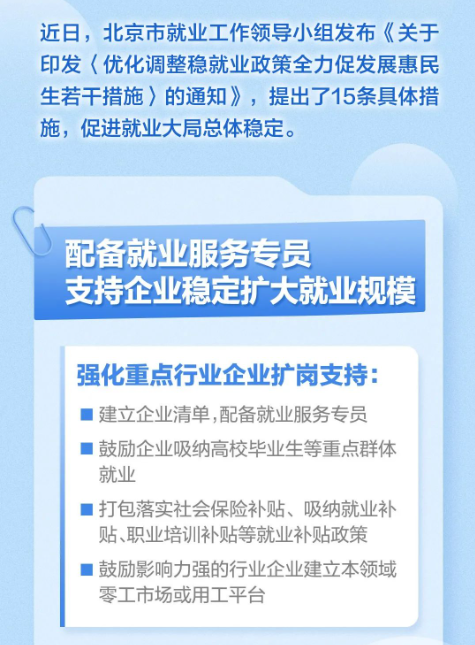 近日，北京市就业工作领导小组发布《关于
印发〈优化调整稳就业政策全力促发展惠民
生若干措施〉的通知》，提出了15条具体措
施，促进就业大局总体稳定。
配备就业服务专员
支持企业稳定扩大就业规模
强化重点行业企业扩岗支持：
■ 建立企业清单，配备就业服务专员
■ 鼓励企业吸纳高校毕业生等重点群体
就业
■ 打包落实社会保险补贴、吸纳就业补
贴、职业培训补贴等就业补贴政策
■ 鼓励影响力强的行业企业建立本领域
零工市场或用工平台